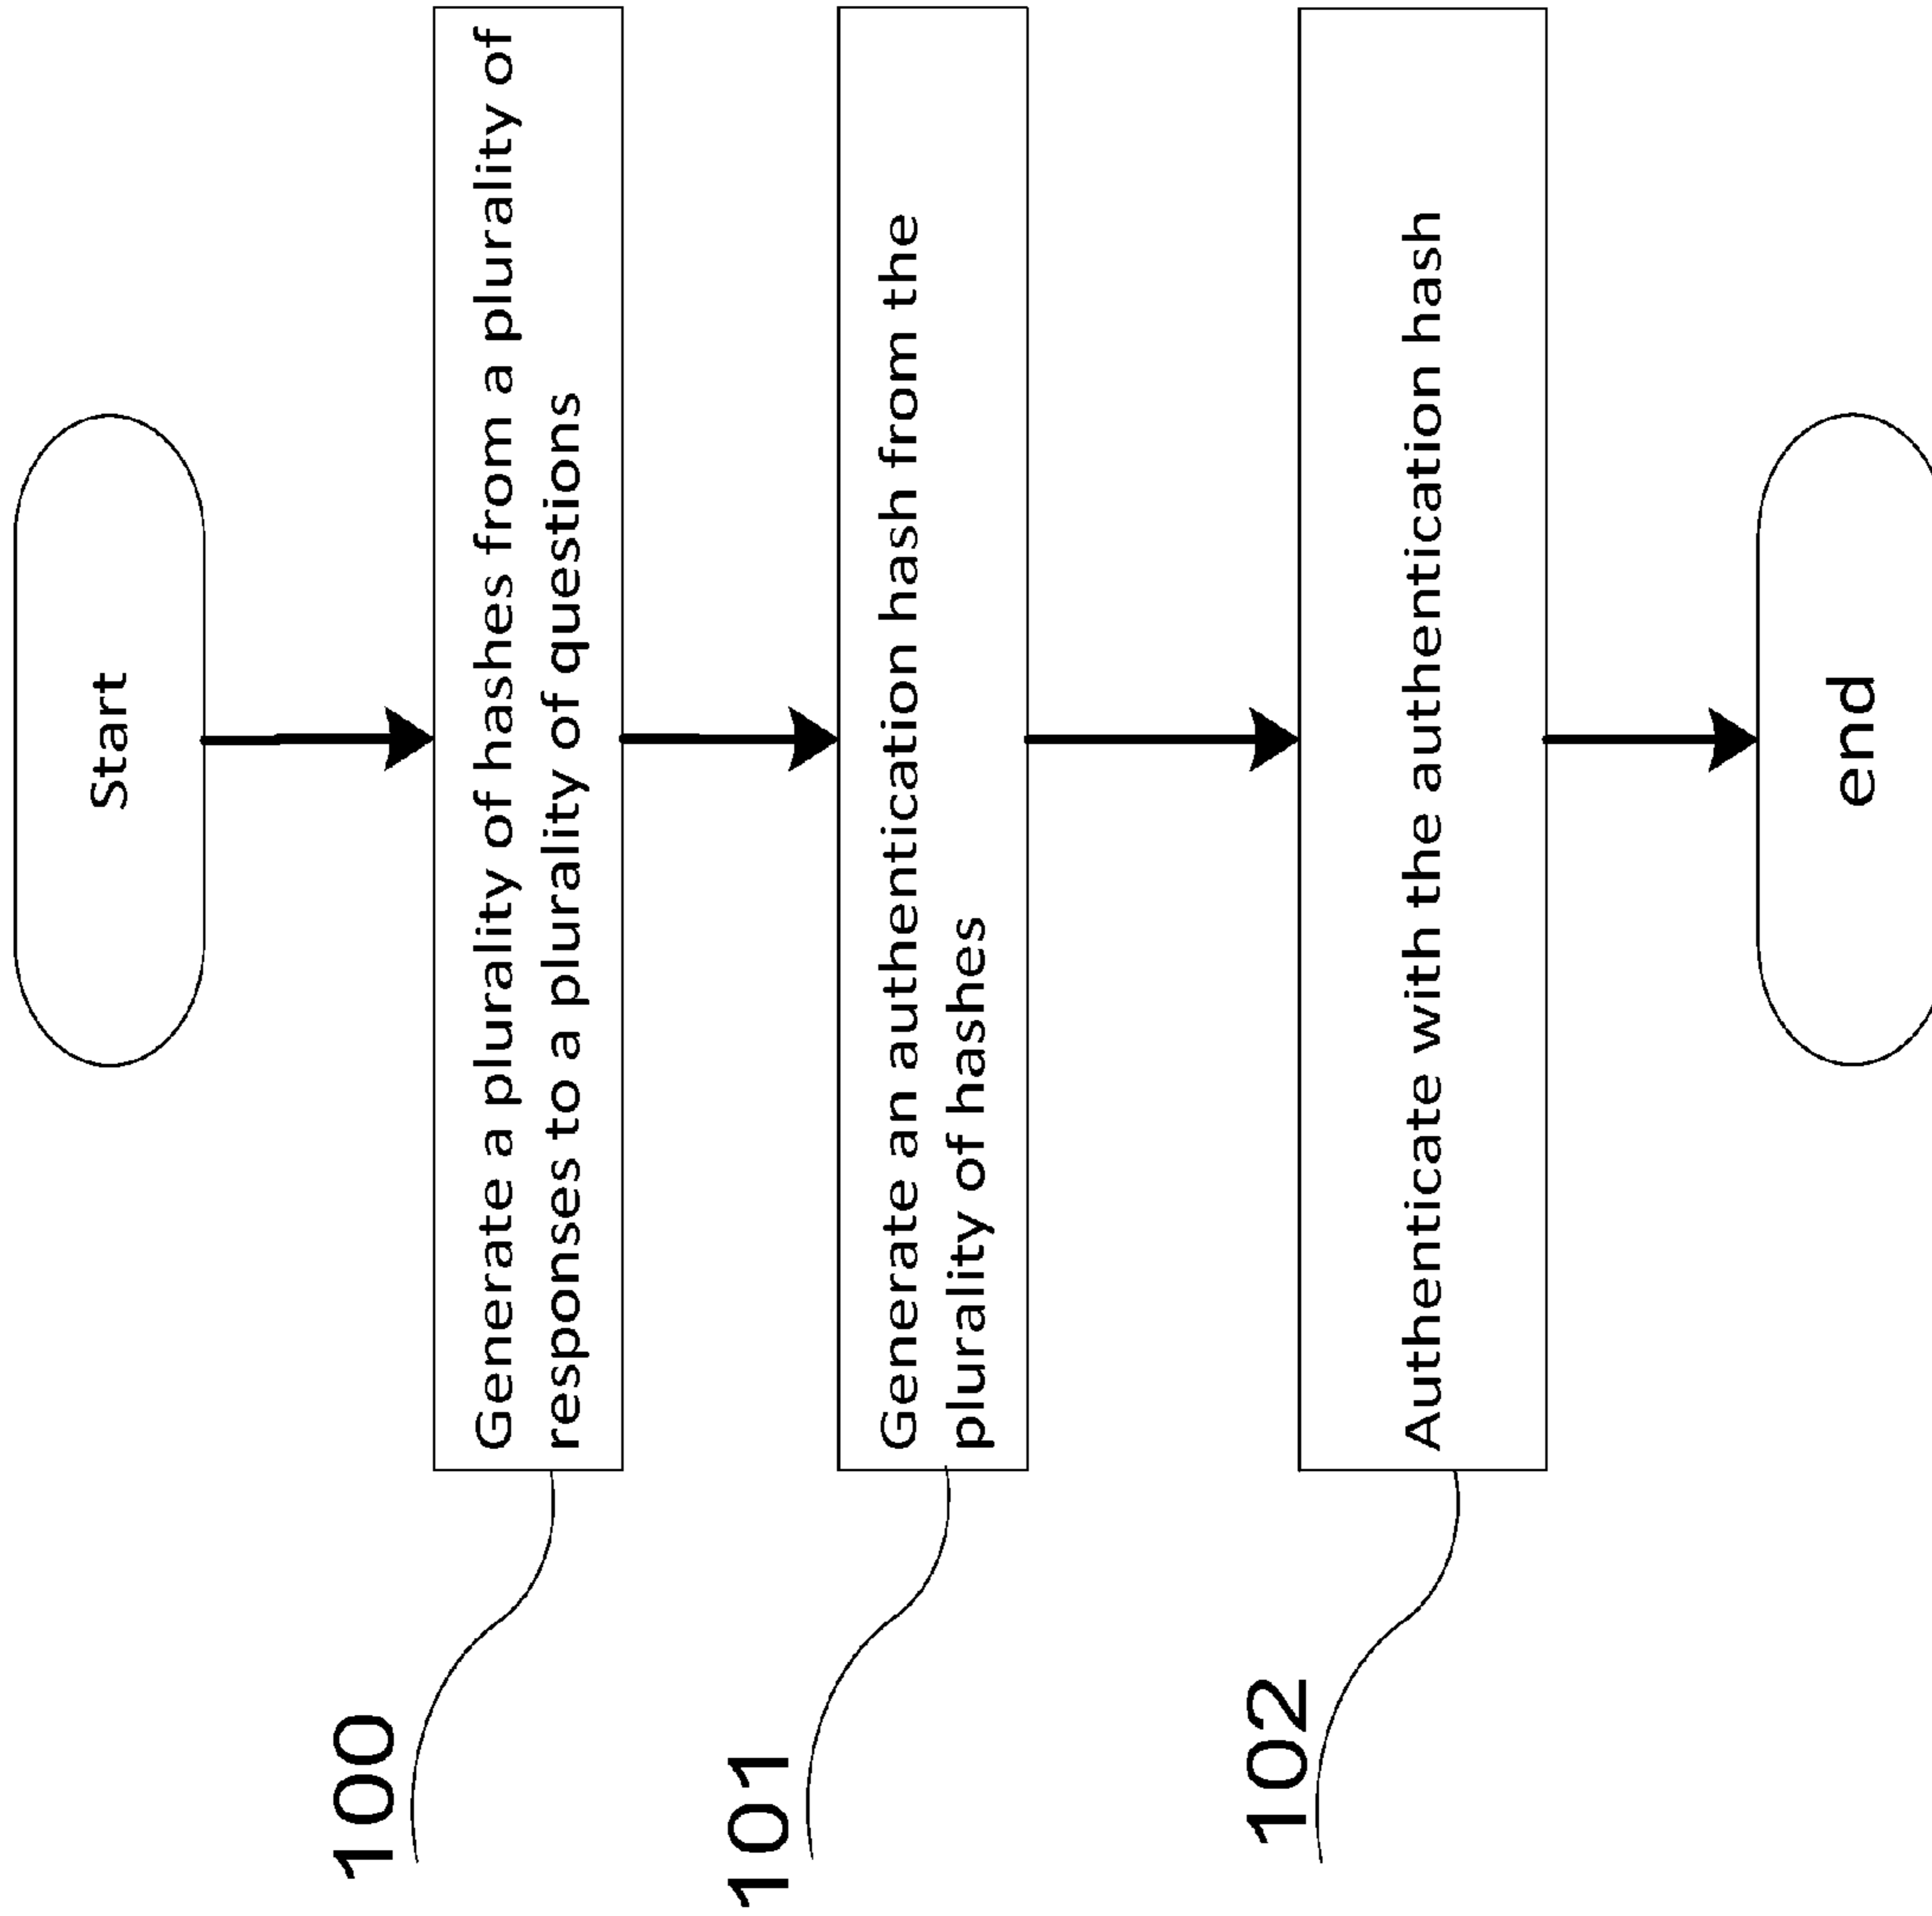 Start
100
Generate a plurality of hashes from a plurality of
responses to a plurality of questions
101
Generate an authentication hash from the
plurality of hashes
102
Authenticate with the authentication hash
end